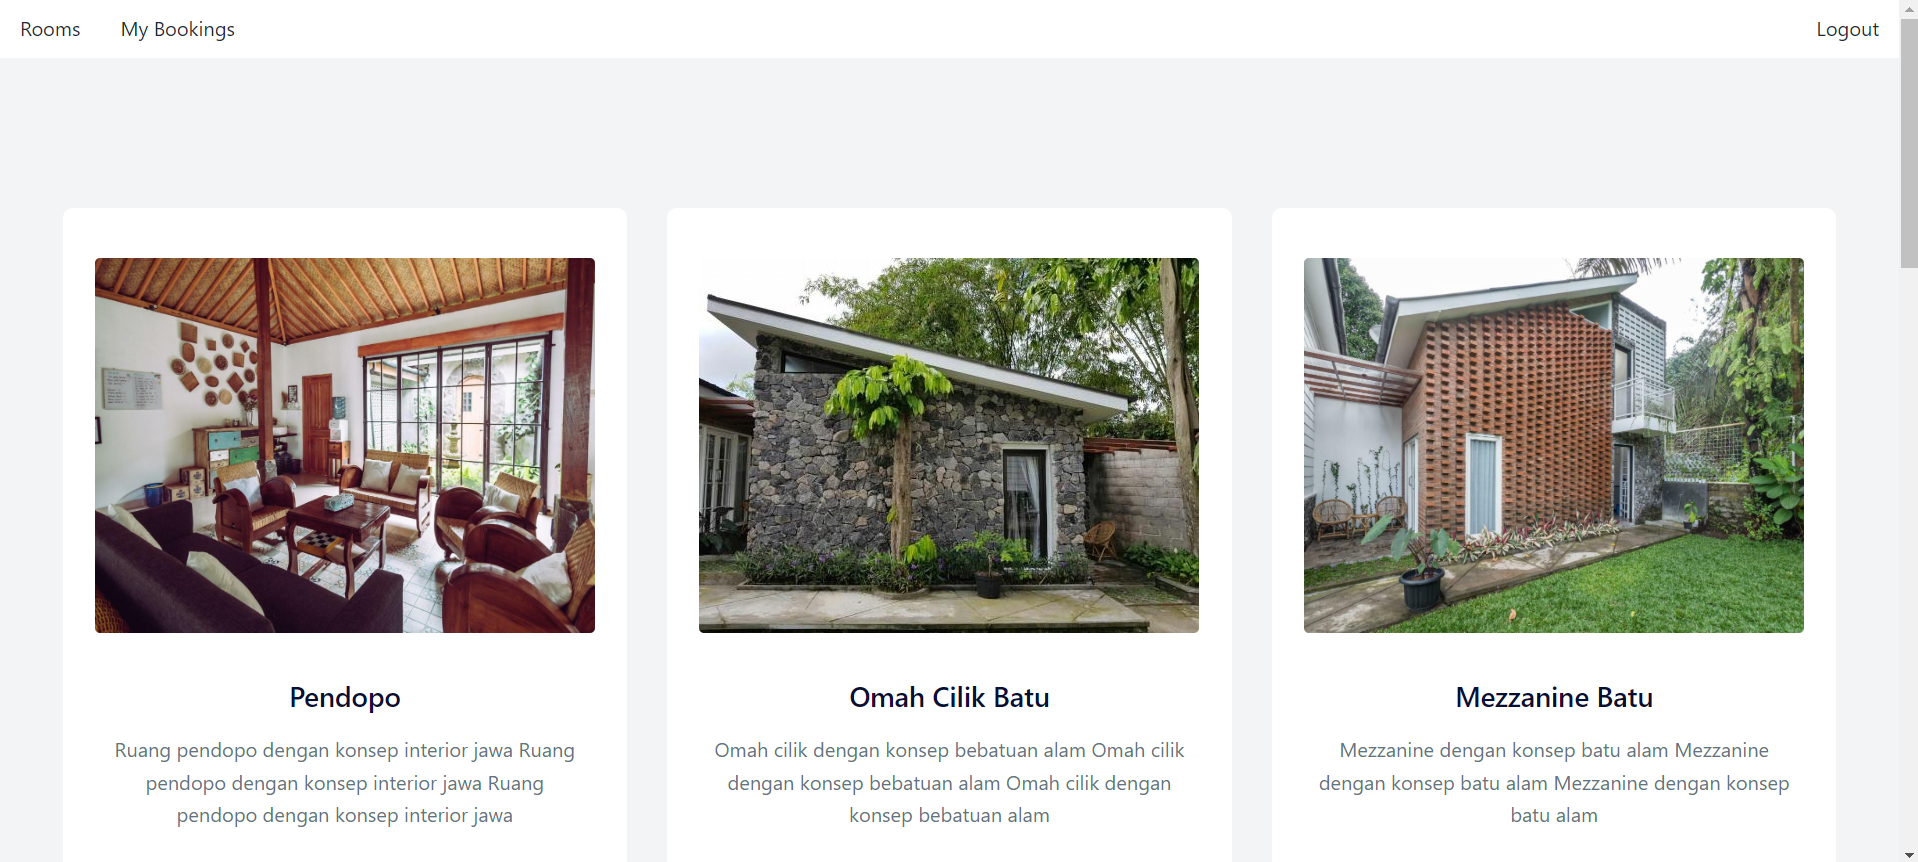 Rooms My Bookings Logout
Pendopo
Ruang pendopo dengan konsep interior jawa Ruang
pendopo dengan konsep interior jawa Ruang
pendopo dengan konsep interior jawa
Omah Cilik Batu
Omah cilik dengan konsep bebatuan alam Omah cilik
dengan konsep bebatuan alam Omah cilik dengan
konsep bebatuan alam
Mezzanine Batu
Mezzanine dengan konsep batu alam Mezzanine
dengan konsep batu alam Mezzanine dengan konsep
batu alam